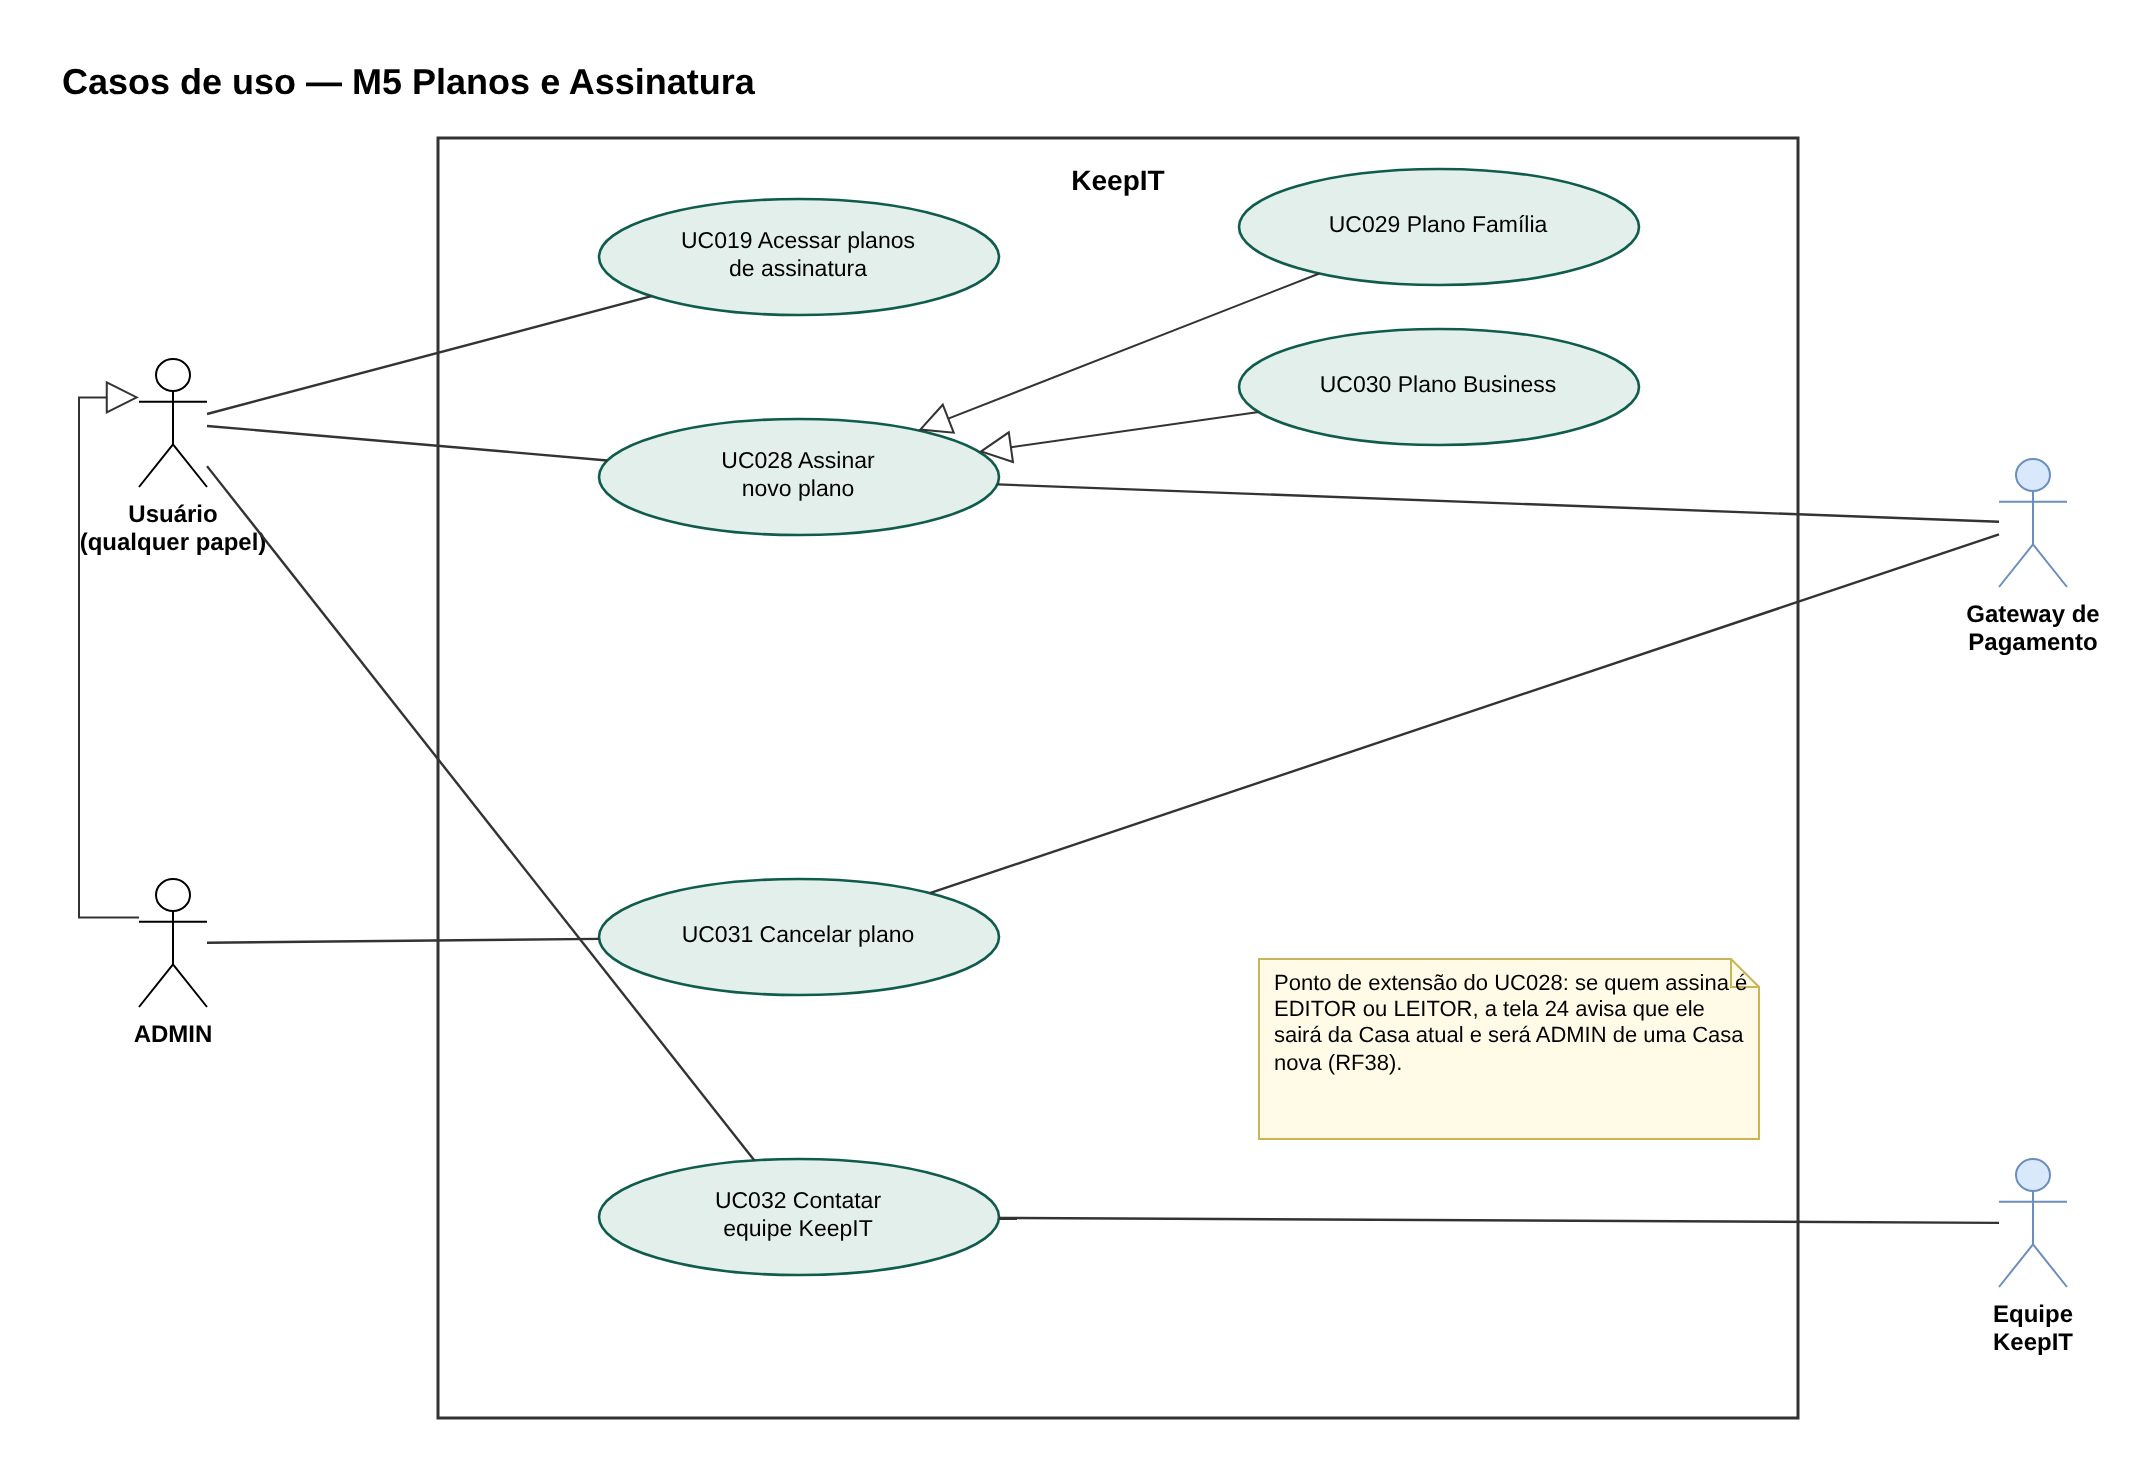 Casos de uso — M5 Planos e Assinatura
KeepIT
UC019 Acessar planos
de assinatura
UC029 Plano Família
UC030 Plano Business
UC028 Assinar
novo plano
Usuário
(qualquer papel)
Gateway de
Pagamento
UC031 Cancelar plano
ADMIN
Ponto de extensão do UC028: se quem assina é
EDITOR ou LEITOR, a tela 24 avisa que ele
sairá da Casa atual e será ADMIN de uma Casa
nova (RF38).
UC032 Contatar
equipe KeepIT
Equipe
KeepIT